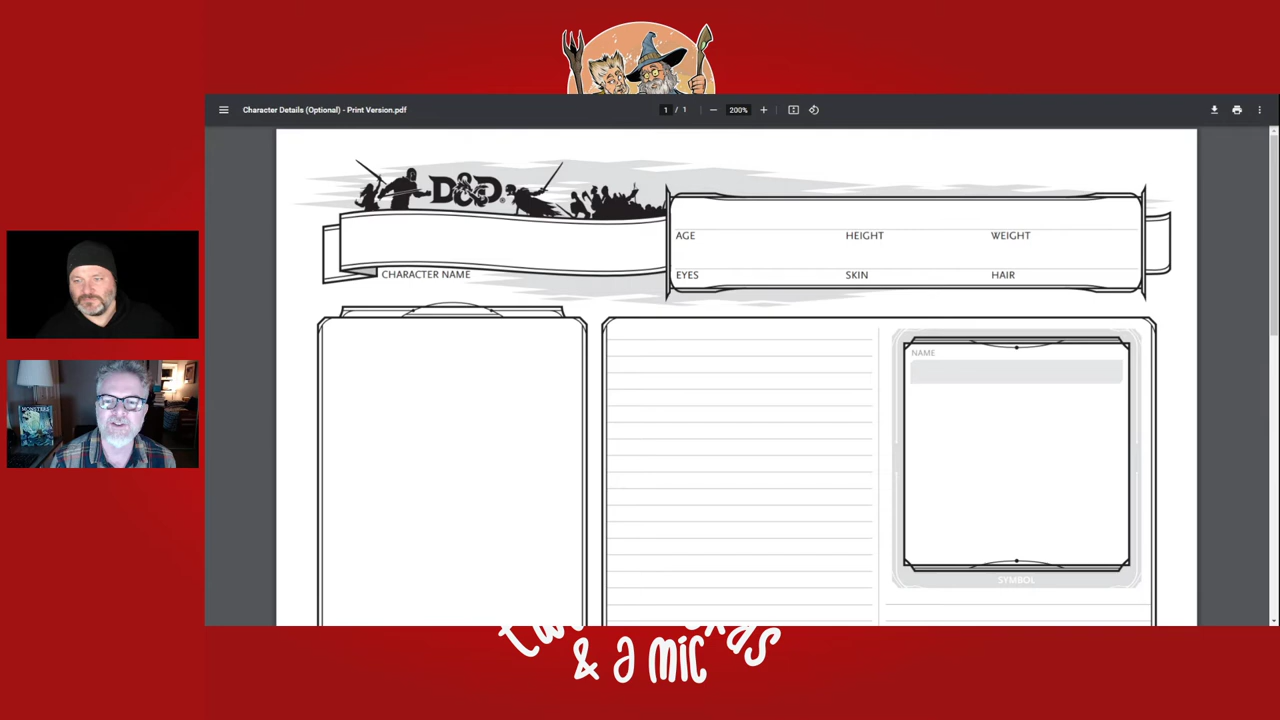 Character Details (Optional) - Print Version.pdf
1 / 1
200%
D&D
CHARACTER NAME
AGE HEIGHT WEIGHT
EYES SKIN HAIR
NAME
SYMBOL
MONSTERS
& a mic